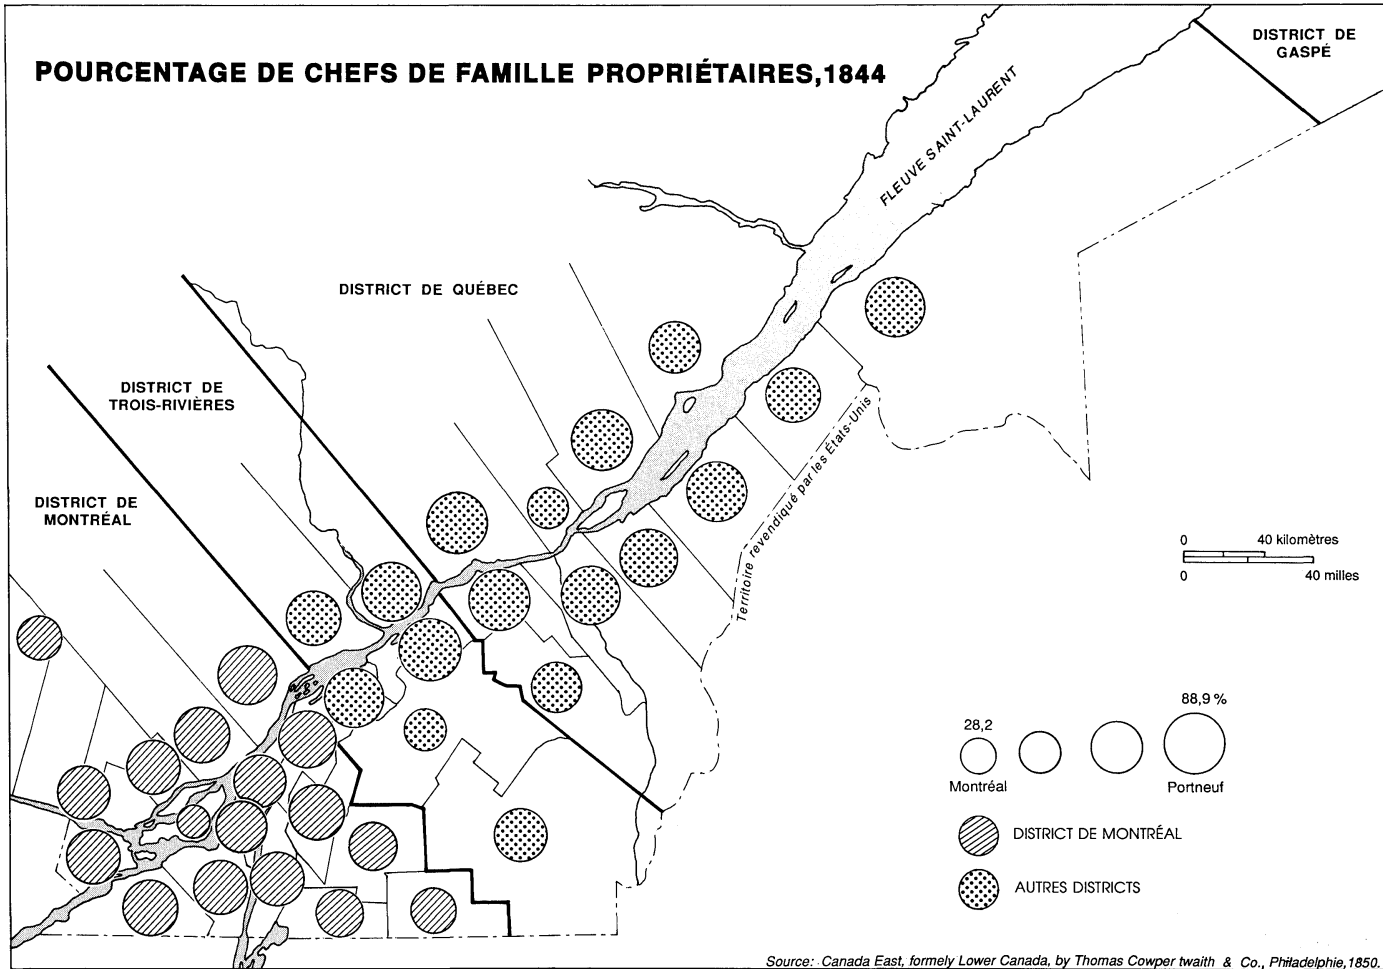 POURCENTAGE DE CHEFS DE FAMILLE PROPRIÉTAIRES,1844
DISTRICT DE
GASPÉ
FLEUVE SAINT-LAURENT
DISTRICT DE QUÉBEC
DISTRICT DE
TROIS-RIVIÈRES
DISTRICT DE
MONTRÉAL
Territoire revendiqué par les États-Unis
0 40 kilomètres
0 40 milles
88,9 %
28,2
Montréal Portneuf
DISTRICT DE MONTRÉAL
AUTRES DISTRICTS
Source: Canada East, formely Lower Canada, by Thomas Cowper twaith & Co., Philadelphie,1850.